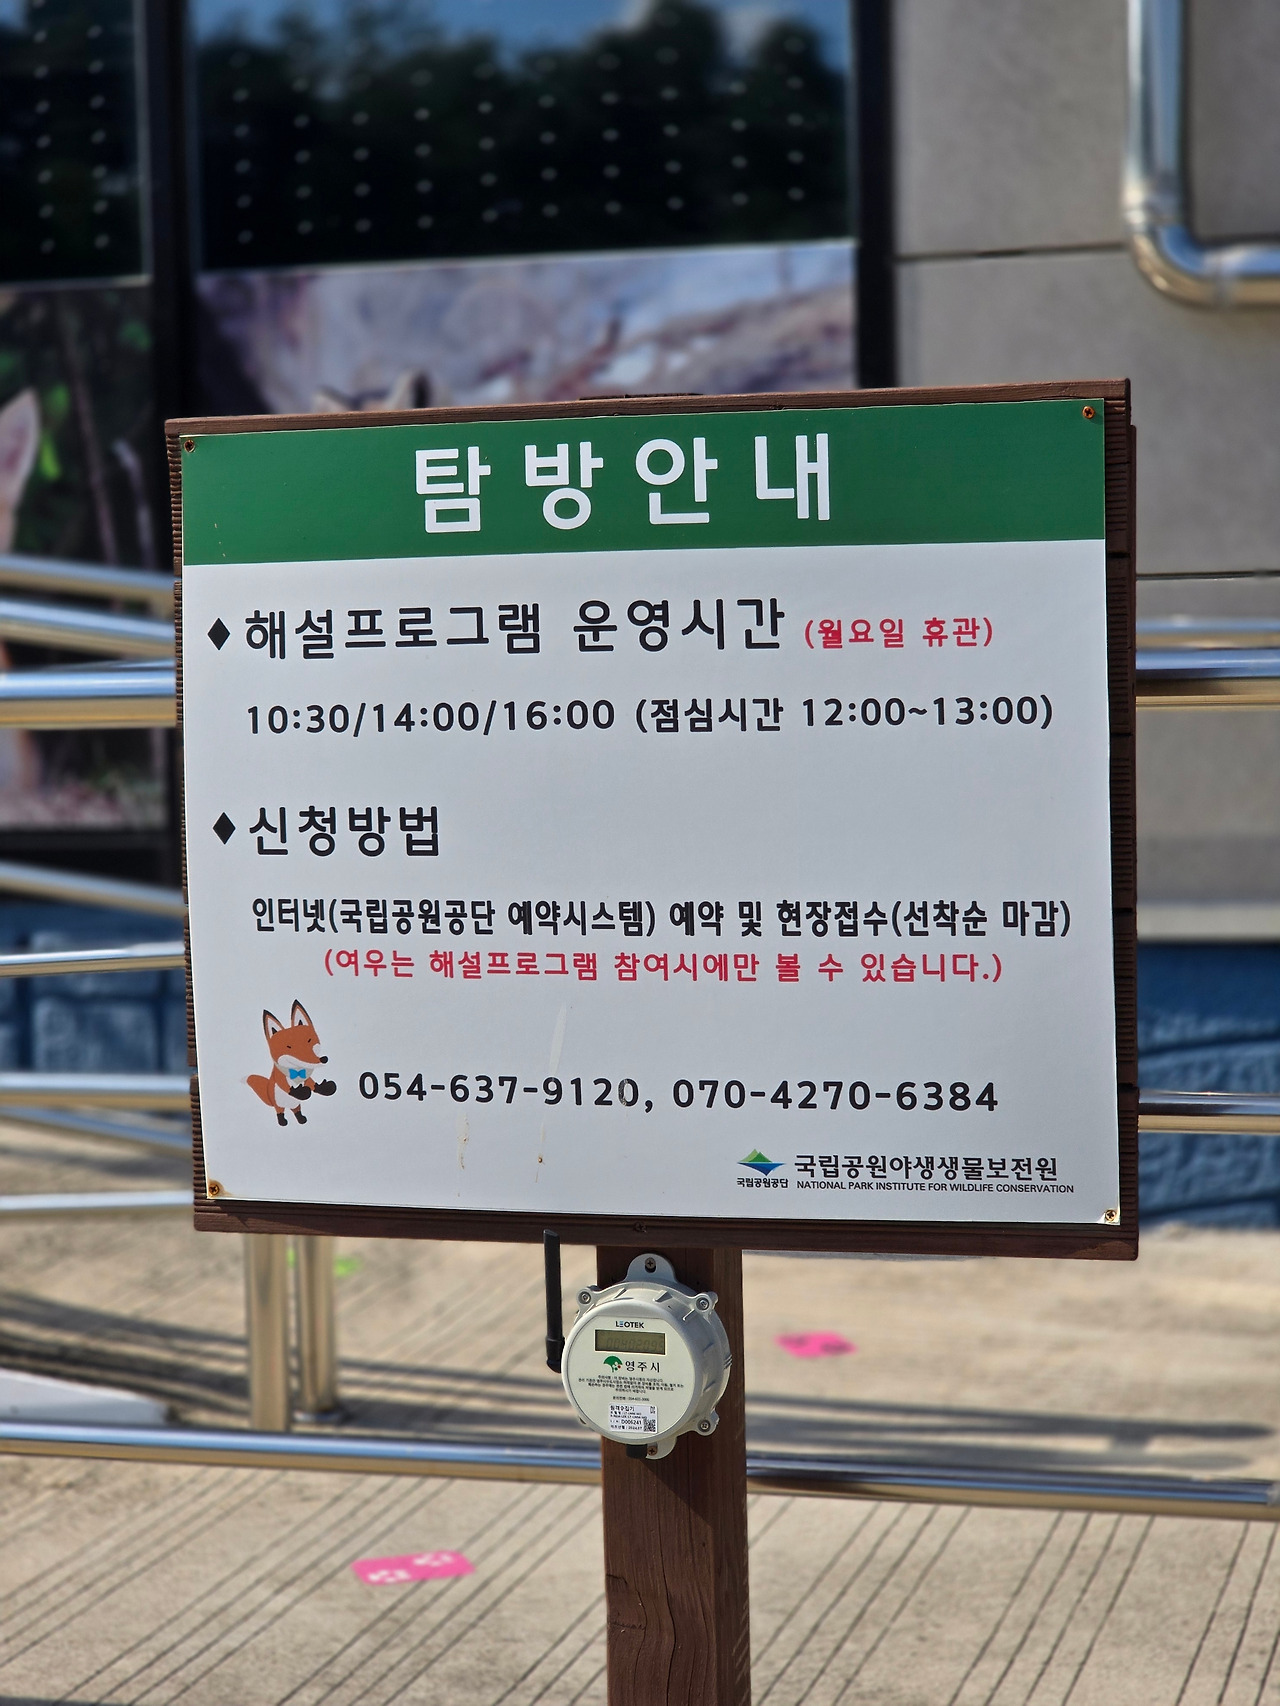 탐방안내
♦해설프로그램 운영시간 (월요일 휴관)
10:30/14:00/16:00 (점심시간 12:00~13:00)
♦신청방법
인터넷(국립공원공단 예약시스템) 예약 및 현장접수(선착순 마감)
(여우는 해설프로그램 참여시에만 볼 수 있습니다.)
054-637-9120, 070-4270-6384
국립공원공단
국립공원야생생물보전원
NATIONAL PARK INSTITUTE FOR WILDLIFE CONSERVATION
LEOTEK
영주시
원격수집기